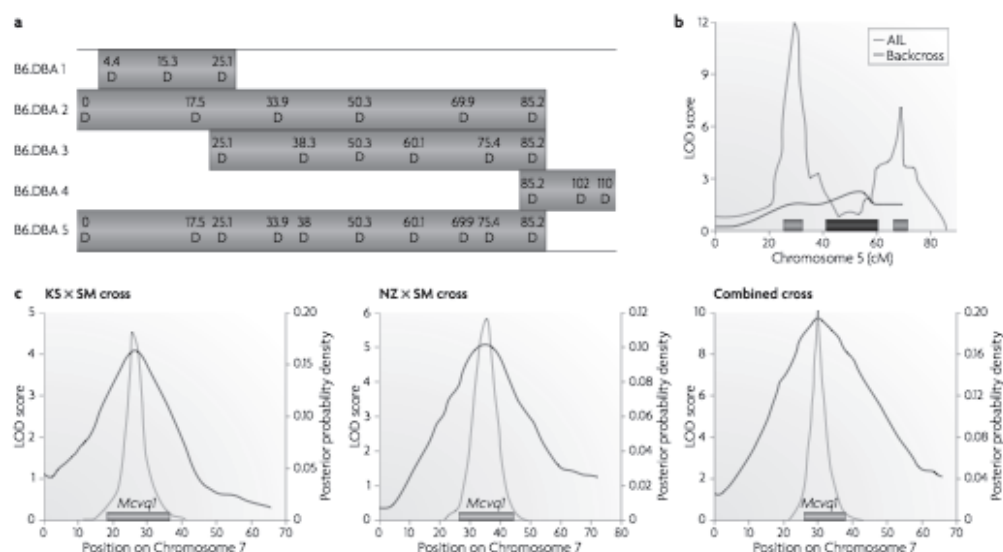 a
B6.DBA 1
4.4 15.3 25.1
D D D
B6.DBA 2
0 17.5 33.9 50.3 69.9 85.2
D D D D D D
B6.DBA 3
25.1 38.3 50.3 60.1 75.4 85.2
D D D D D D
B6.DBA 4
85.2 102 110
D D D
B6.DBA 5
0 17.5 25.1 33.9 38 50.3 60.1 69.9 75.4 85.2
D D D D D D D D D D
b
12
9
6
3
0
LOD score
AIL
Backcross
0 20 40 60 80
Chromosome 5 (cM)
c
KS × SM cross
5
4
3
2
1
0
LOD score
0.20
0.15
0.10
0.05
0
Posterior probability density
Mcvq1
0 10 20 30 40 50 60 70
Position on Chromosome 7
NZ × SM cross
6
5
4
3
2
1
0
LOD score
0.12
0.10
0.08
0.06
0.04
0.02
0
Posterior probability density
Mcvq1
0 10 20 30 40 50 60 70 80
Position on Chromosome 7
Combined cross
10
8
6
4
2
0
LOD score
0.20
0.16
0.12
0.08
0.04
0
Posterior probability density
Mcvq1
0 10 20 30 40 50 60 70
Position on Chromosome 7